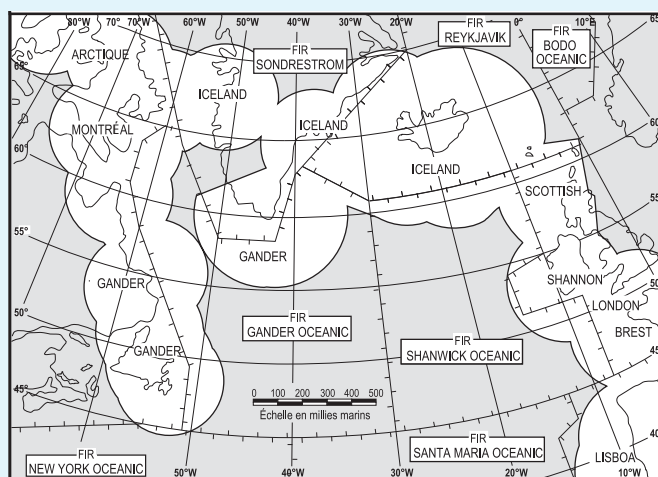 80°W
70°
70°W
60°W
50°W
40°W
30°W
20°W
0°
10°E
ARCTIQUE
FIR
SONDRESTROM
FIR
REYKJAVIK
FIR
BODO
OCEANIC
65°
65°
ICELAND
ICELAND
MONTRÉAL
60°
60°
ICELAND
SCOTTISH
55°
55°
GANDER
SHANNON
50°
GANDER
LONDON
50°
FIR
GANDER OCEANIC
BREST
GANDER
FIR
SHANWICK OCEANIC
45°
45°
0 100 200 300 400 500
Échelle en millies marins
FIR
NEW YORK OCEANIC
FIR
SANTA MARIA OCEANIC
LISBOA
50°W
40°W
30°W
20°W
10°W